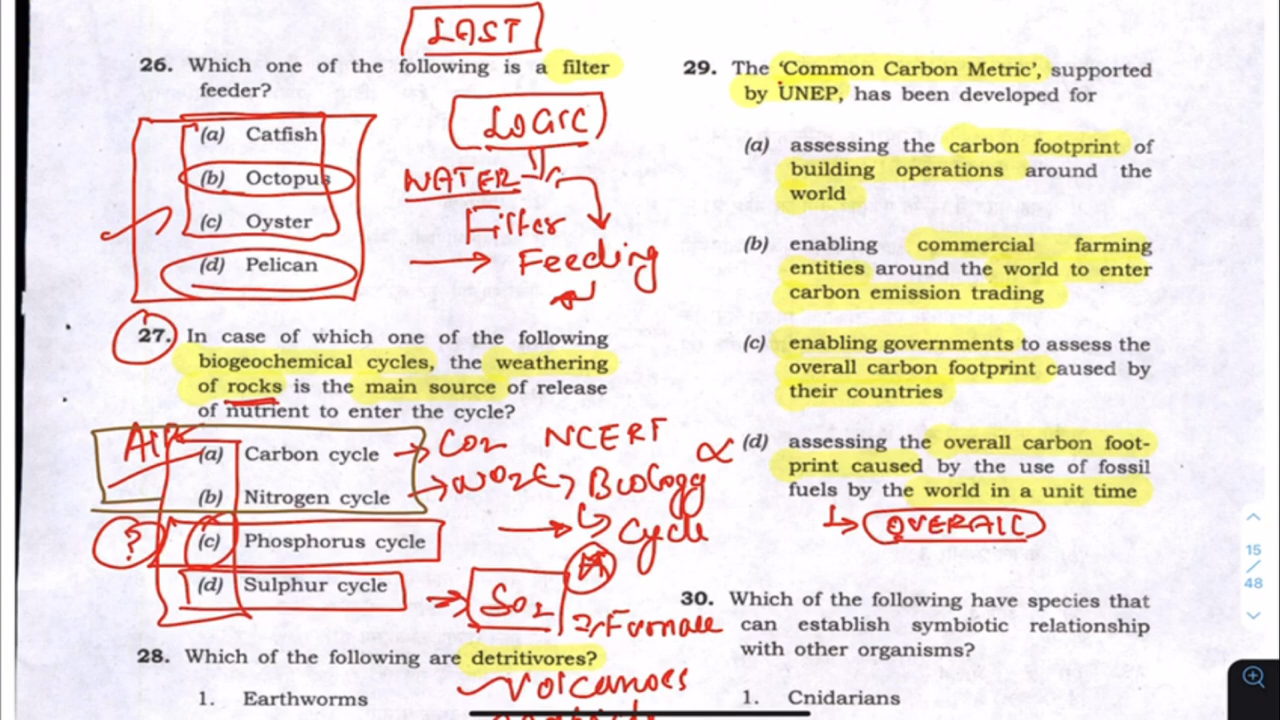 LAST
26. Which one of the following is a filter
feeder?
(a) Catfish
(b) Octopus
(c) Oyster
(d) Pelican
LOGIC
WATER
Filter
Feeding
27. In case of which one of the following
biogeochemical cycles, the weathering
of rocks is the main source of release
of nutrient to enter the cycle?
(a) Carbon cycle
(b) Nitrogen cycle
(c) Phosphorus cycle
(d) Sulphur cycle
AIR
?
NCERT
Biology
Cycle
Volcanoes
28. Which of the following are detritivores?
1. Earthworms
29. The ‘Common Carbon Metric’, supported
by UNEP, has been developed for
(a) assessing the carbon footprint of
building operations around the
world
(b) enabling commercial farming
entities around the world to enter
carbon emission trading
(c) enabling governments to assess the
overall carbon footprint caused by
their countries
(d) assessing the overall carbon foot-
print caused by the use of fossil
fuels by the world in a unit time
OVERALL
30. Which of the following have species that
can establish symbiotic relationship
with other organisms?
1. Cnidarians
15
/
48